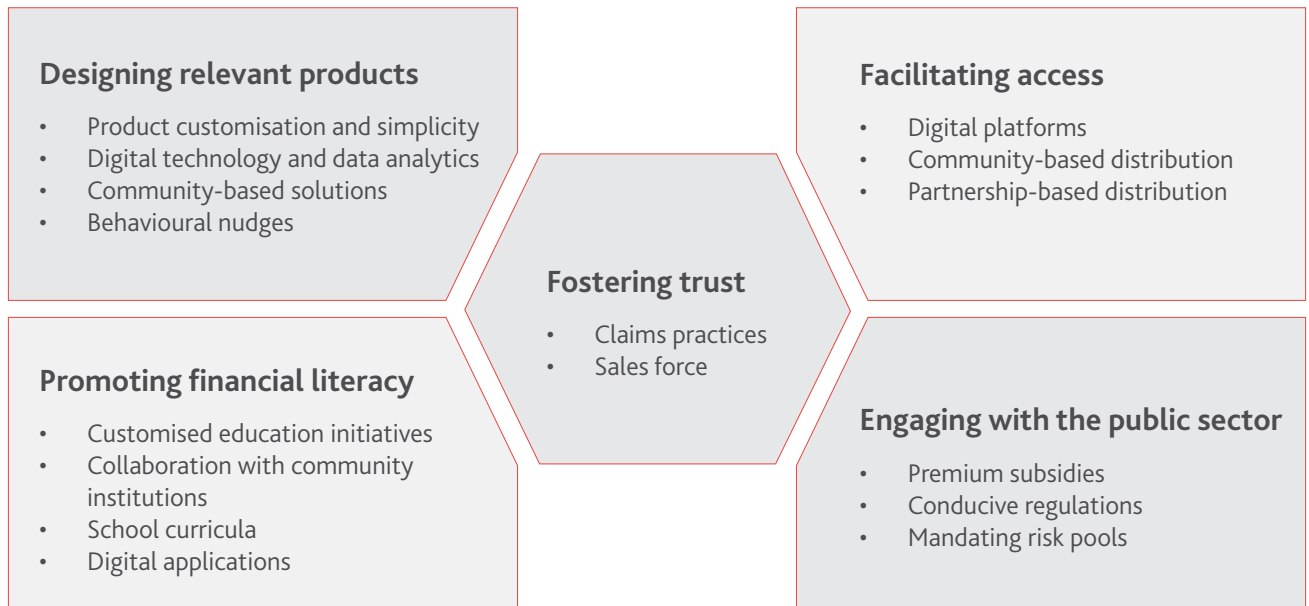 Designing relevant products
• Product customisation and simplicity
• Digital technology and data analytics
• Community-based solutions
• Behavioural nudges
Facilitating access
• Digital platforms
• Community-based distribution
• Partnership-based distribution
Fostering trust
• Claims practices
• Sales force
Promoting financial literacy
• Customised education initiatives
• Collaboration with community
institutions
• School curricula
• Digital applications
Engaging with the public sector
• Premium subsidies
• Conducive regulations
• Mandating risk pools